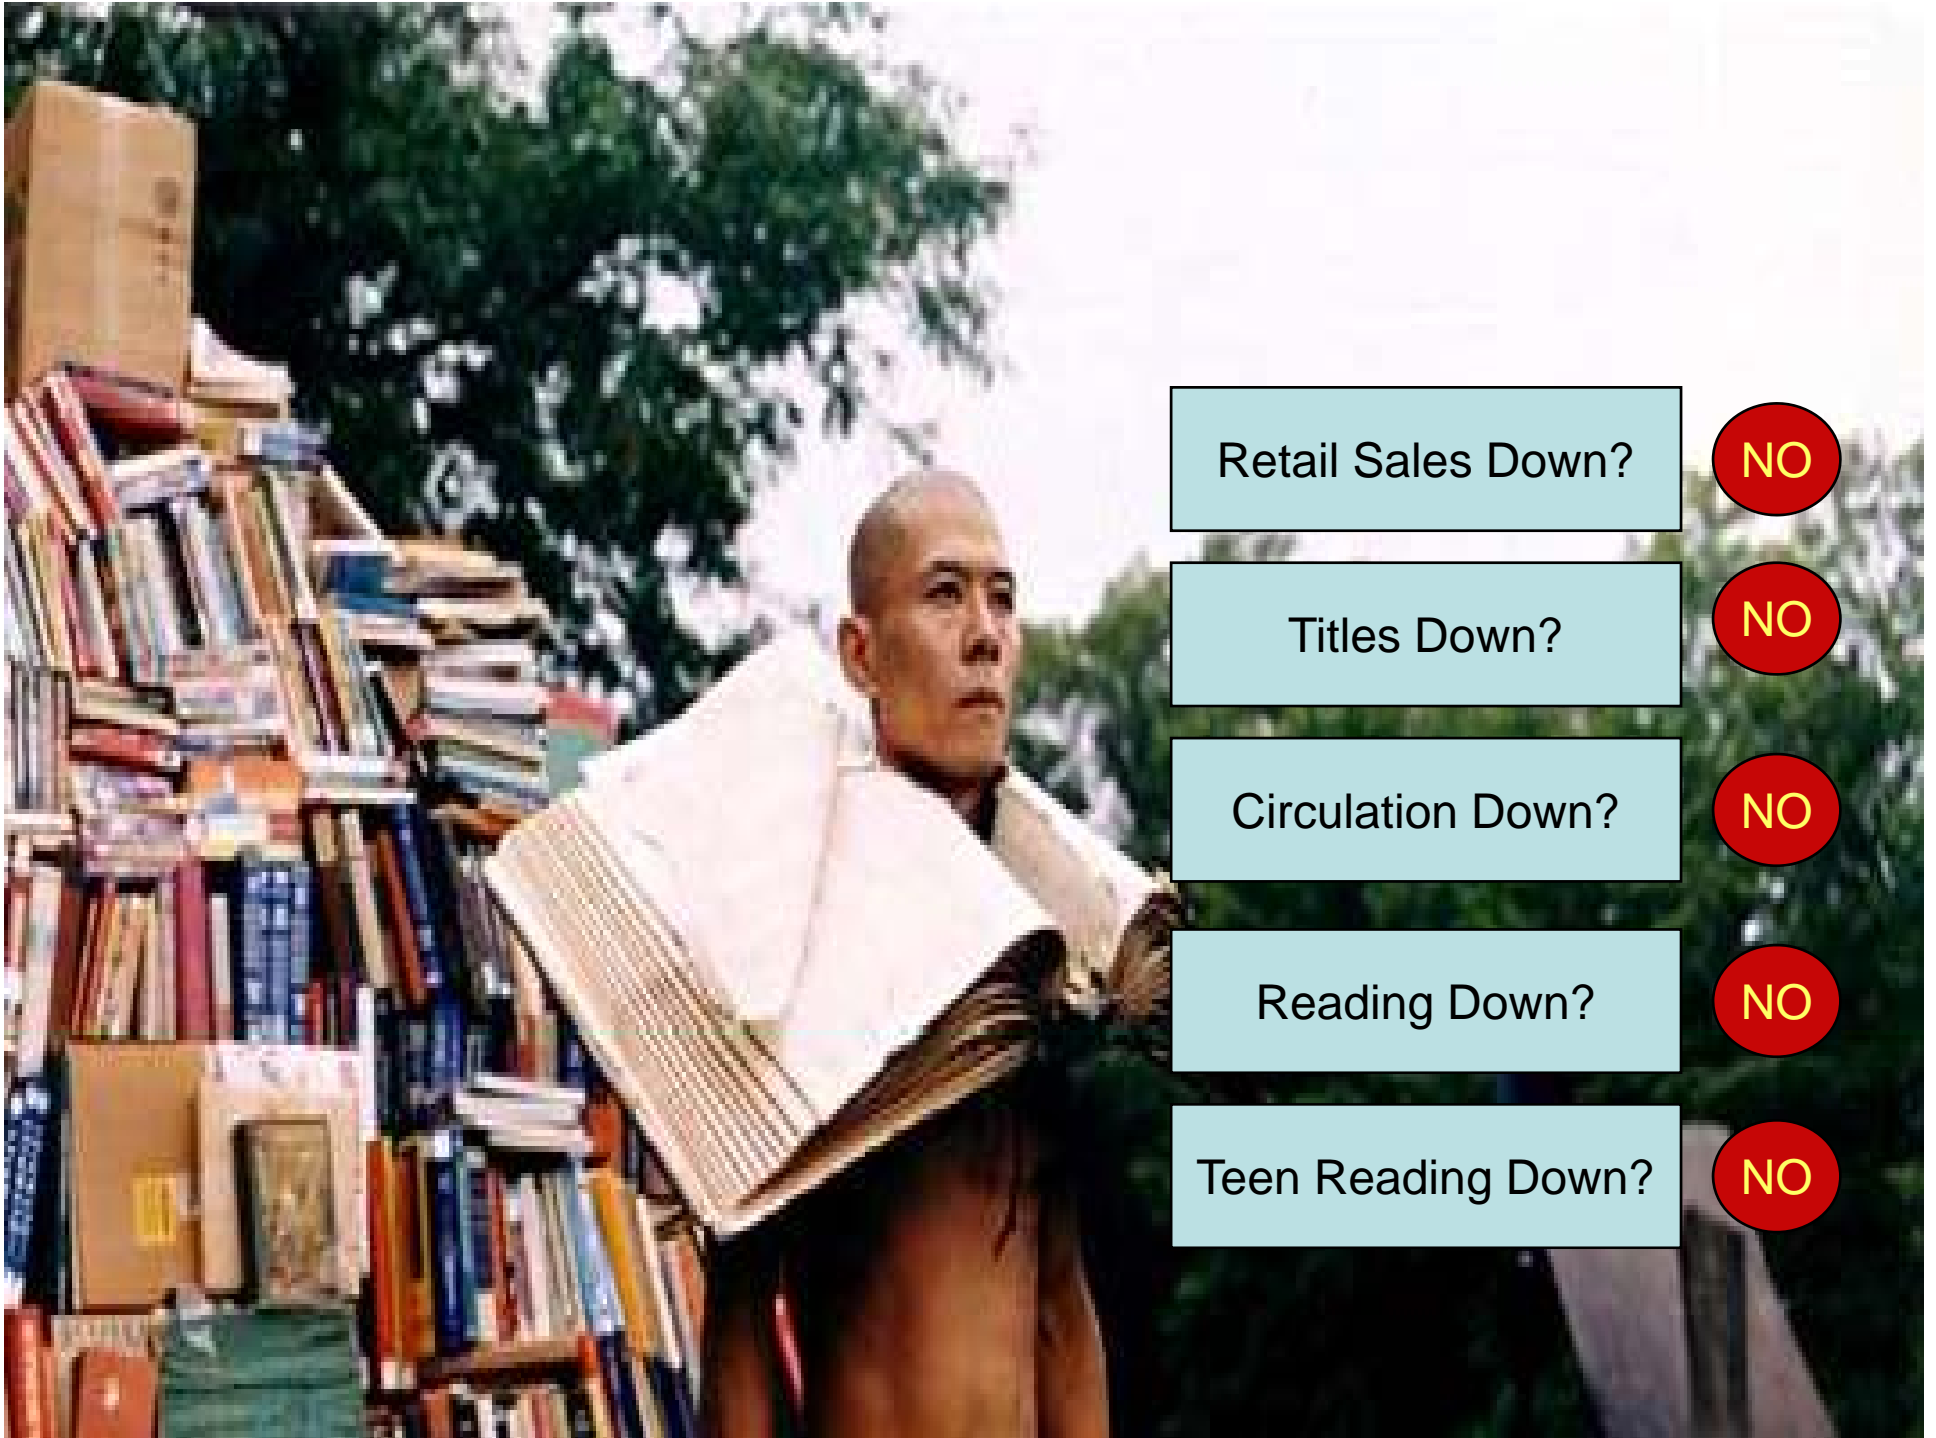 Retail Sales Down?
NO
Titles Down?
NO
Circulation Down?
NO
Reading Down?
NO
Teen Reading Down?
NO